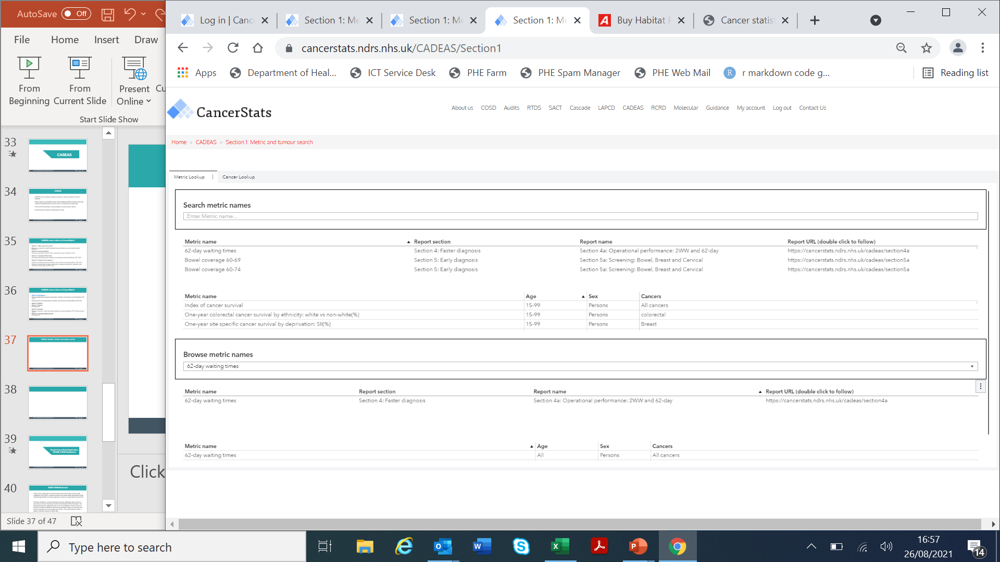 AutoSave Off
File Home Insert Draw
From Beginning
From Current Slide
Present Online
Cu
Start Slide Show
33
CASEAS
34
35
36
37
38
39
40
Click
Slide 37 of 47
Log in | Canc
Section 1: Me
Section 1: Me
Section 1: Me
Buy Habitat
Cancer statis
cancerstats.ndrs.nhs.uk/CADEAS/Section1
Apps
Department of Heal...
ICT Service Desk
PHE Farm
PHE Spam Manager
PHE Web Mail
R
r markdown code g...
Reading list
CancerStats
About us COSD Audits RTDS SACT Cascade LAPCD CADEAS RCRD Molecular Guidance My account Log out Contact Us
Home » CADEAS » Section 1: Metric and tumour search
Metric Lookup Cancer Lookup
Search metric names
Enter Metric name...
Metric name Report section Report name Report URL (double click to follow)
62-day waiting times Section 4: Faster diagnosis Section 4a: Operational performance: 2WW and 62-day https://cancerstats.ndrs.nhs.uk/cadeas/section4a
Bowel coverage 60-69 Section 5: Early diagnosis Section 5a: Screening: Bowel, Breast and Cervical https://cancerstats.ndrs.nhs.uk/cadeas/section5a
Bowel coverage 60-74 Section 5: Early diagnosis Section 5a: Screening: Bowel, Breast and Cervical https://cancerstats.ndrs.nhs.uk/cadeas/section5a
Metric name Age Sex Cancers
Index of cancer survival 15-99 Persons All cancers
One-year colorectal cancer survival by ethnicity: white vs non-white(%) 15-99 Persons colorectal
One-year site specific cancer survival by deprivation: SII(%) 15-99 Persons Breast
Browse metric names
62-day waiting times
Metric name Report section Report name Report URL (double click to follow)
62-day waiting times Section 4: Faster diagnosis Section 4a: Operational performance: 2WW and 62-day https://cancerstats.ndrs.nhs.uk/cadeas/section4a
Metric name Age Sex Cancers
62-day waiting times All Persons All cancers
Type here to search
16:57
26/08/2021
14